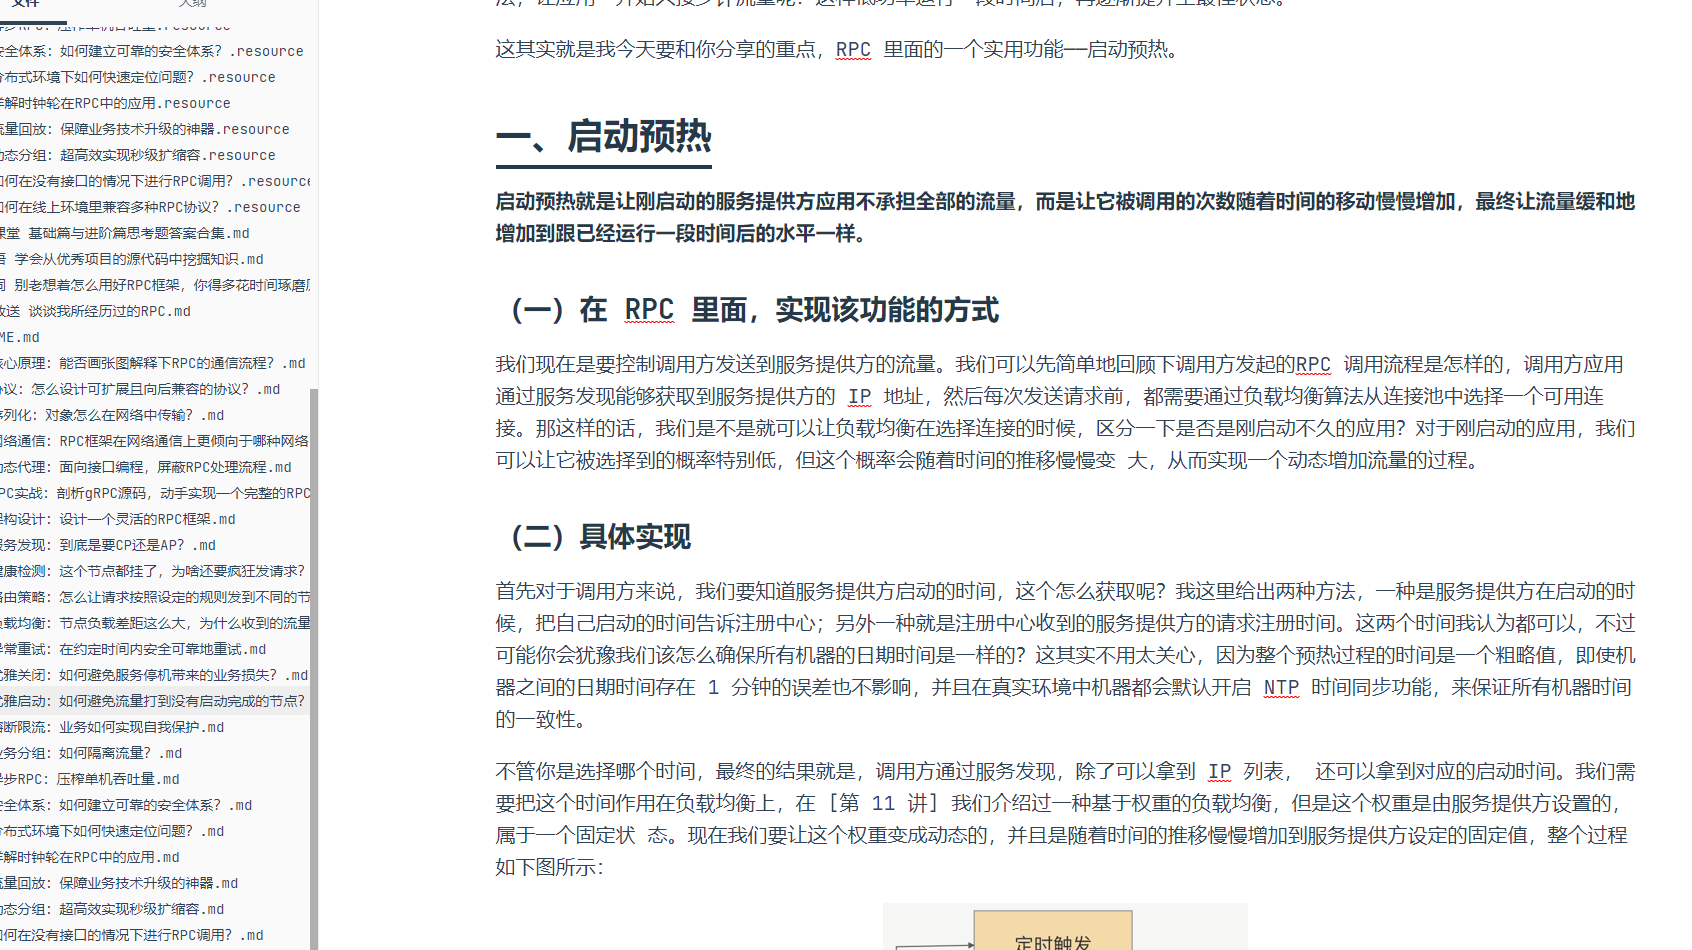 文件
大纲
安全体系：如何建立可靠的安全体系？.resource
分布式环境下如何快速定位问题？.resource
详解时钟轮在RPC中的应用.resource
流量回放：保障业务技术升级的神器.resource
动态分组：超高效实现秒级扩缩容.resource
如何在没有接口的情况下进行RPC调用？.resource
如何在线上环境里兼容多种RPC协议？.resource
课堂 基础篇与进阶篇思考题答案合集.md
语 学会从优秀项目的源代码中挖掘知识.md
别老想着怎么用好RPC框架，你得多花时间琢磨
放送 谈谈我所经历过的RPC.md
ME.md
核心原理：能否画张图解释下RPC的通信流程？.md
协议：怎么设计可扩展且向后兼容的协议？.md
序列化：对象怎么在网络中传输？.md
网络通信：RPC框架在网络通信上更倾向于哪种网络
动态代理：面向接口编程，屏蔽RPC处理流程.md
RPC实战：剖析gRPC源码，动手实现一个完整的RPC
架构设计：设计一个灵活的RPC框架.md
服务发现：到底是要CP还是AP？.md
健康检测：这个节点都挂了，为啥还要疯狂发请求？
路由策略：怎么让请求按照设定的规则发到不同的节
负载均衡：节点负载差距这么大，为什么收到的流量
异常重试：在约定时间内安全可靠地重试.md
优雅关闭：如何避免服务停机带来的业务损失？.md
优雅启动：如何避免流量打到没有启动完成的节点？
熔断限流：业务如何实现自我保护.md
业务分组：如何隔离流量？.md
异步RPC：压榨单机吞吐量.md
安全体系：如何建立可靠的安全体系？.md
分布式环境下如何快速定位问题？.md
详解时钟轮在RPC中的应用.md
流量回放：保障业务技术升级的神器.md
动态分组：超高效实现秒级扩缩容.md
如何在没有接口的情况下进行RPC调用？.md
这其实就是我今天要和你分享的重点，RPC 里面的一个实用功能——启动预热。
一、启动预热
启动预热就是让刚启动的服务提供方应用不承担全部的流量，而是让它被调用的次数随着时间的移动慢慢增加，最终让流量缓和地
增加到跟已经运行一段时间后的水平一样。
（一）在 RPC 里面，实现该功能的方式
我们现在是要控制调用方发送到服务提供方的流量。我们可以先简单地回顾下调用方发起的RPC 调用流程是怎样的，调用方应用
通过服务发现能够获取到服务提供方的 IP 地址，然后每次发送请求前，都需要通过负载均衡算法从连接池中选择一个可用连
接。那这样的话，我们是不是就可以让负载均衡在选择连接的时候，区分一下是否是刚启动不久的应用？对于刚启动的应用，我们
可以让它被选择到的概率特别低，但这个概率会随着时间的推移慢慢变 大，从而实现一个动态增加流量的过程。
（二）具体实现
首先对于调用方来说，我们要知道服务提供方启动的时间，这个怎么获取呢？我这里给出两种方法，一种是服务提供方在启动的时
候，把自己启动的时间告诉注册中心；另外一种就是注册中心收到的服务提供方的请求注册时间。这两个时间我认为都可以，不过
可能你会犹豫我们该怎么确保所有机器的日期时间是一样的？这其实不用太关心，因为整个预热过程的时间是一个粗略值，即使机
器之间的日期时间存在 1 分钟的误差也不影响，并且在真实环境中机器都会默认开启 NTP 时间同步功能，来保证所有机器时间
的一致性。
不管你是选择哪个时间，最终的结果就是，调用方通过服务发现，除了可以拿到 IP 列表， 还可以拿到对应的启动时间。我们需
要把这个时间作用在负载均衡上，在［第 11 讲］我们介绍过一种基于权重的负载均衡，但是这个权重是由服务提供方设置的，
属于一个固定状 态。现在我们要让这个权重变成动态的，并且是随着时间的推移慢慢增加到服务提供方设定的固定值，整个过程
如下图所示：
定时触发